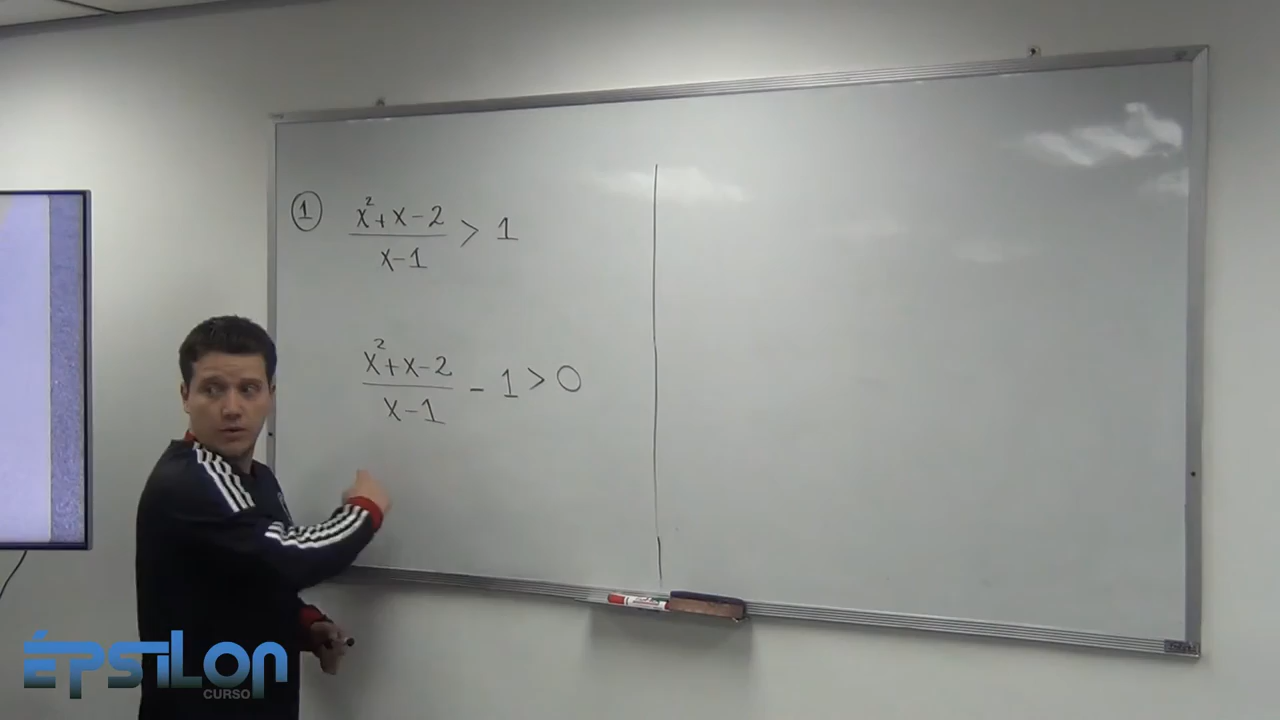 ① x²+x-2 / x-1 > 1
x²+x-2 / x-1 - 1 > 0
ÉPSILON
CURSO